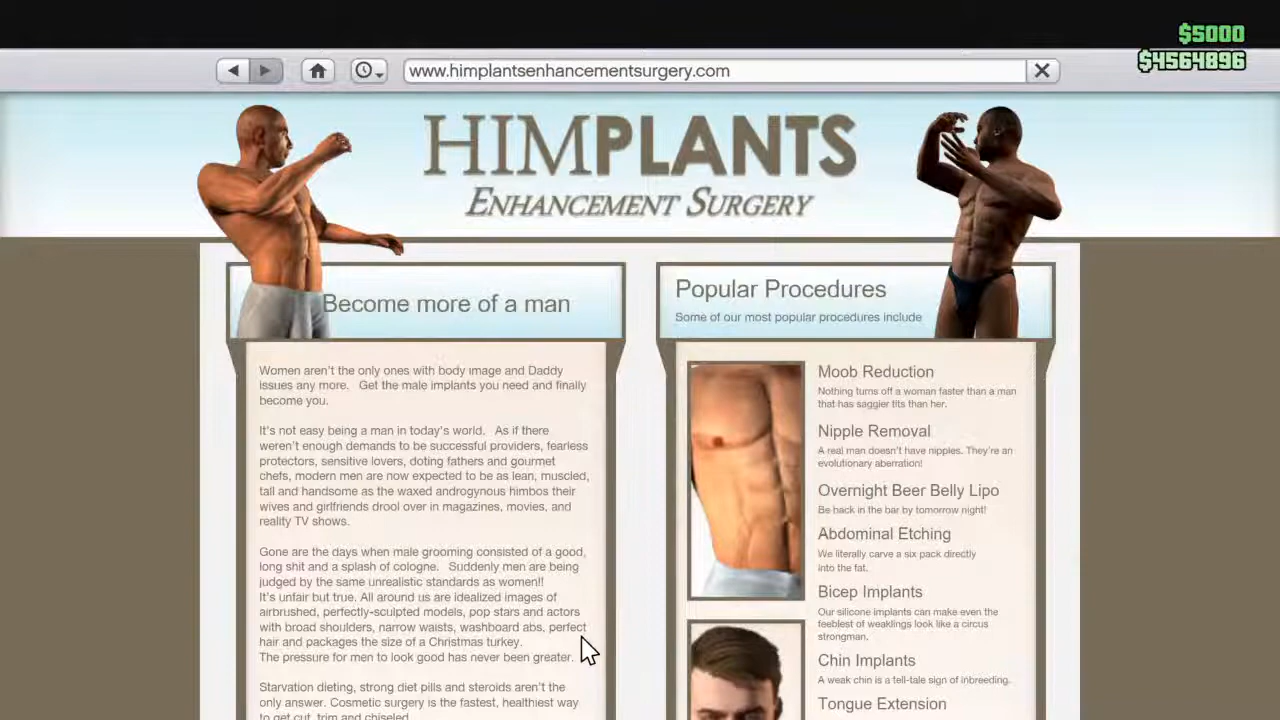 $5000
$4564896
www.himplantsenhancementsurgery.com
HIMPLANTS
ENHANCEMENT SURGERY
Become more of a man
Women aren't the only ones with body image and Daddy
issues any more. Get the male implants you need and finally
become you.
It's not easy being a man in today's world. As if there
weren't enough demands to be successful providers, fearless
protectors, sensitive lovers, doting fathers and gourmet
chefs, modern men are now expected to be as lean, muscled,
tall and handsome as the waxed androgynous himbos their
wives and girlfriends drool over in magazines, movies, and
reality TV shows.
Gone are the days when male grooming consisted of a good,
long shit and a splash of cologne. Suddenly men are being
judged by the same unrealistic standards as women!!
It's unfair but true. All around us are idealized images of
airbrushed, perfectly-sculpted models, pop stars and actors
with broad shoulders, narrow waists, washboard abs, perfect
hair and packages the size of a Christmas turkey.
The pressure for men to look good has never been greater.
Starvation dieting, strong diet pills and steroids aren't the
only answer. Cosmetic surgery is the fastest, healthiest way
to get cut, trim and chiseled
Popular Procedures
Some of our most popular procedures include
Moob Reduction
Nothing turns off a woman faster than a man
that has saggier tits than her.
Nipple Removal
A real man doesn't have nipples. They're an
evolutionary aberration!
Overnight Beer Belly Lipo
Be back in the bar by tomorrow night!
Abdominal Etching
We literally carve a six pack directly
into the fat.
Bicep Implants
Our silicone implants can make even the
feeblest of weaklings look like a circus
strongman.
Chin Implants
A weak chin is a tell-tale sign of inbreeding.
Tongue Extension